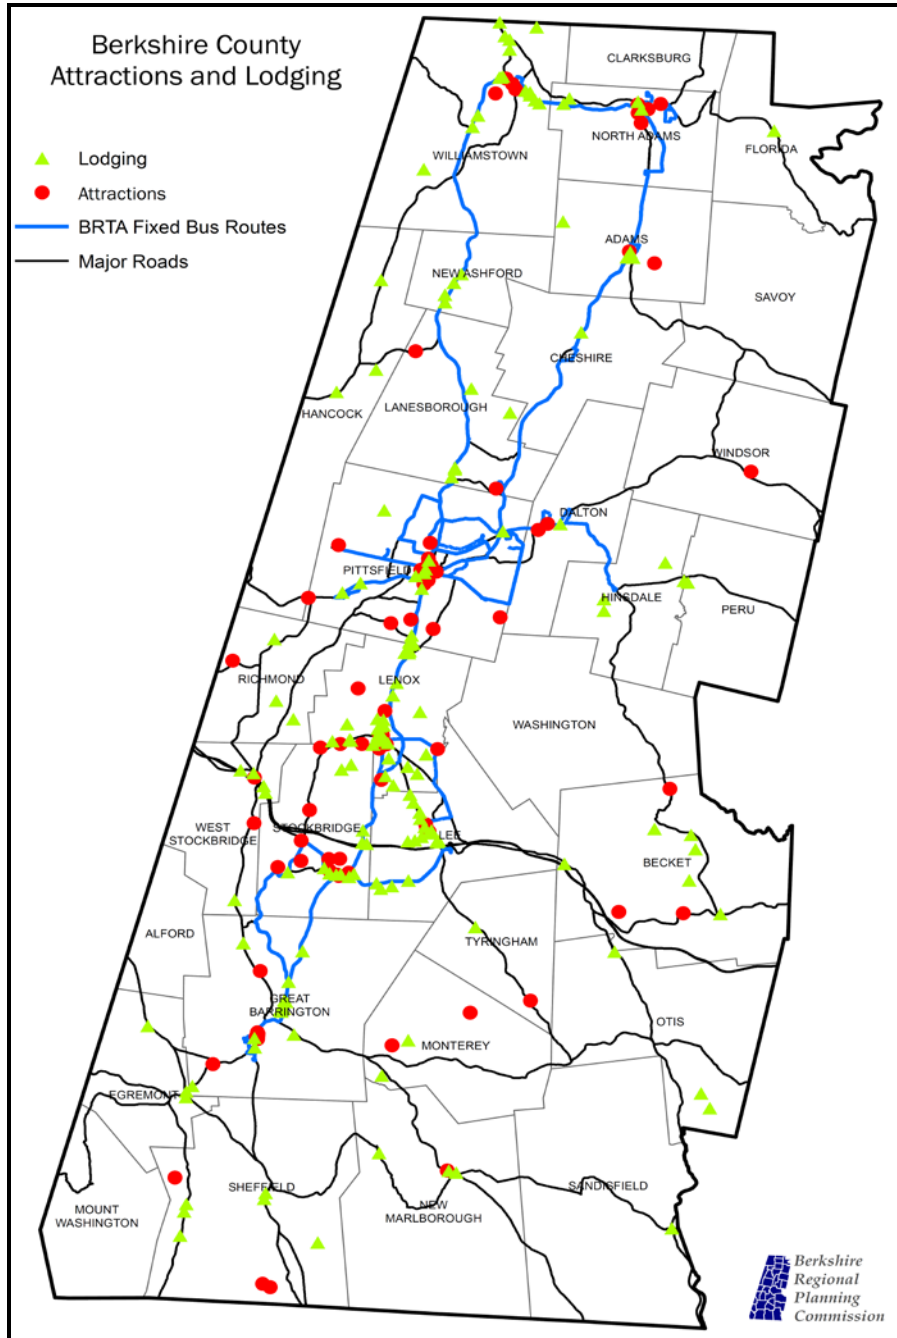 Berkshire County
Attractions and Lodging
Lodging
Attractions
BRTA Fixed Bus Routes
Major Roads
CLARKSBURG
NORTH ADAMS
FLORIDA
WILLIAMSTOWN
ADAMS
NEW ASHFORD
SAVOY
CHESHIRE
HANCOCK
LANESBOROUGH
WINDSOR
DALTON
PITTSFIELD
HINSDALE
PERU
RICHMOND
LENOX
WASHINGTON
WEST
STOCKBRIDGE
STOCKBRIDGE
LEE
BECKET
ALFORD
TYRINGHAM
GREAT
BARRINGTON
OTIS
MONTEREY
EGREMONT
SHEFFIELD
SANDISFIELD
MOUNT
WASHINGTON
NEW
MARLBOROUGH
Berkshire
Regional
Planning
Commission